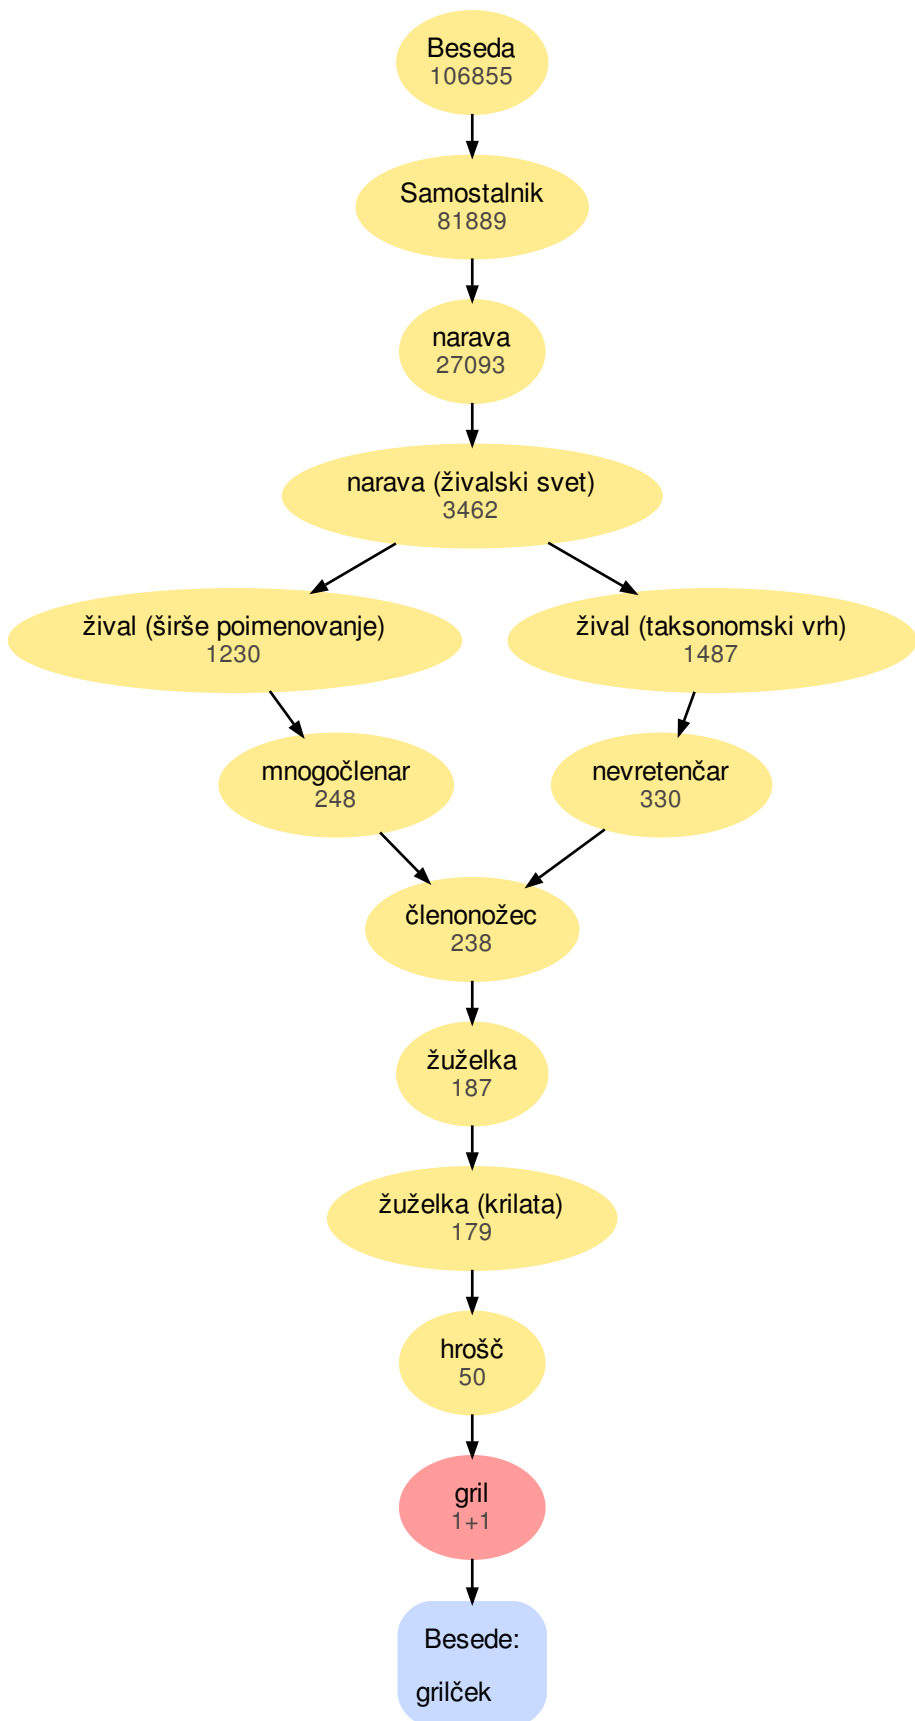 Beseda
106855
Samostalnik
81889
narava
27093
narava (živalski svet)
3462
žival (širše poimenovanje)
1230
žival (taksonomski vrh)
1487
mnogočlenar
248
nevretenčar
330
členonožec
238
žuželka
187
žuželka (krilata)
179
hrošč
50
gril
1+1
Besede:
grilček